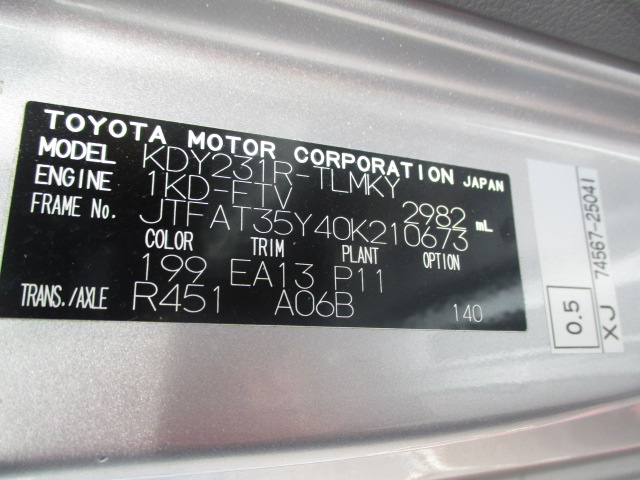 TOYOTA MOTOR CORPORATION JAPAN
MODEL KDY231R-TLMKY
ENGINE 1KD-FTV 2982 mL
FRAME No. JTFAT35Y40K210673
COLOR TRIM PLANT OPTION
199 EA13 P11
TRANS./AXLE R451 A06B 140
74567-25041
0.5
XJ